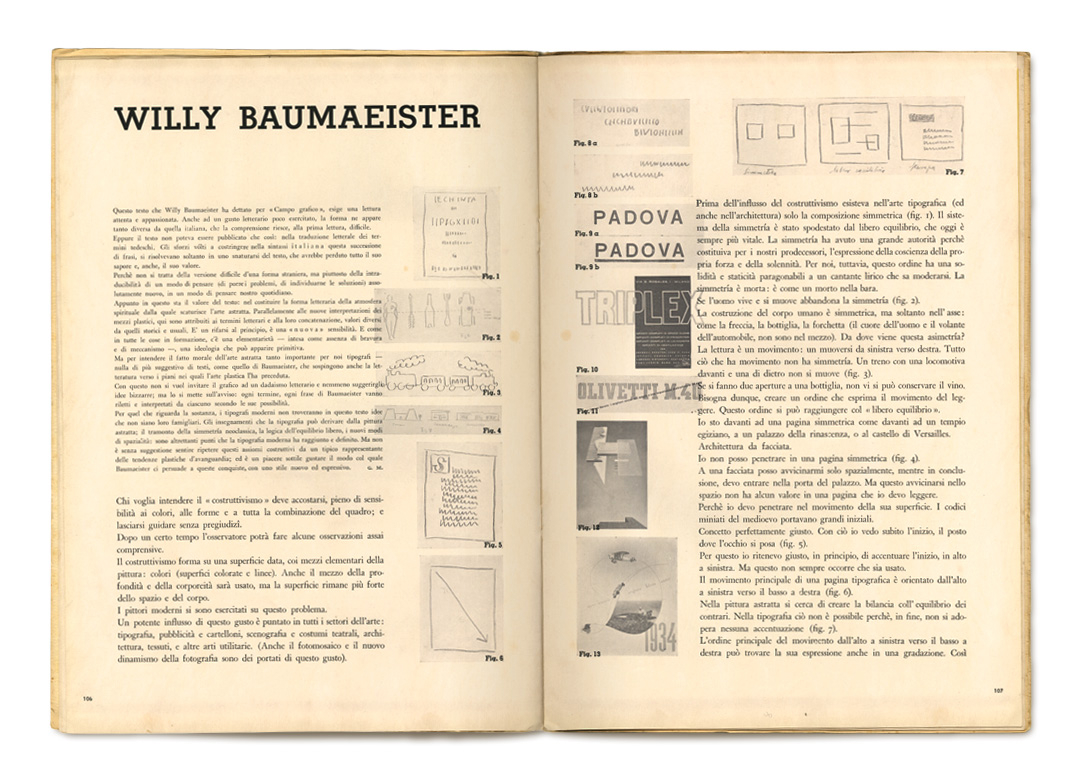 WILLY BAUMAEISTER
Questo testo che Willy Baumaeister ha dettato per « Campo grafico », esige una lettura
attenta e appassionata. Anche ad un gusto letterario poco esercitato, la forma ne appare
tanto diversa da quella italiana, che la comprensione riesce, alla prima lettura, difficile.
Eppure il testo non poteva essere pubblicato che così: nella traduzione letterale dei ter-
mini tedeschi. Gli sforzi volti a costringere nella sintassi italiana questa successione
di frasi, si risolvevano soltanto in uno snaturarsi del testo, che avrebbe perduto tutto il suo
sapore e, anche, il suo valore.
Perchè non si tratta della versione difficile d'una forma straniera, ma piuttosto della intra-
ducibilità di un modo di pensare (di porre i problemi, di individuarne le soluzioni) asso-
lutamente nuovo, in un modo di pensare nostro quotidiano.
Appunto in questo sta il valore del testo: nel costituire la forma letteraria della atmosfera
spirituale dalla quale scaturisce l'arte astratta. Parallelamente alle nuove interpretazioni dei
mezzi plastici, qui sono attribuiti ai termini letterari e alla loro concatenazione, valori diversi
da quelli storici e usuali. E' un rifarsi al principio, è una «nuova» sensibilità. E come
in tutte le cose in formazione, c'è una elementarietà — intesa come assenza di bravura
e di meccanismo —, una ideologia che può apparire primitiva.
Ma per intendere il fatto morale dell'arte astratta tanto importante per noi tipografi —
nulla di più suggestivo di testi, come quello di Baumaeister, che sospingono anche la let-
teratura verso i piani nei quali l'arte plastica l'ha preceduta.
Con questo non si vuol invitare il grafico ad un dadaismo letterario e nemmeno suggerirgli
idee bizzarre; ma lo si mette sull'avviso: ogni termine, ogni frase di Baumaeister vanno
riletti e interpretati da ciascuno secondo le sue possibilità.
Per quel che riguarda la sostanza, i tipografi moderni non troveranno in questo testo idee
che non siano loro famigliari. Gli insegnamenti che la tipografia può derivare dalla pittura
astratta; il tramonto della simmetria neoclassica, la logica dell'equilibrio libero, i nuovi modi
di spazialità: sono altrettanti punti che la tipografia moderna ha raggiunto e definito. Ma non
è senza suggestione sentir ripetere questi assiomi costruttivi da un tipico rappresentante
delle tendenze plastiche d'avanguardia; ed è un piacere sottile gustare il modo col quale
Baumaeister ci persuade a queste conquiste, con uno stile nuovo ed espressivo. G. M.
Chi voglia intendere il « costruttivismo » deve accostarsi, pieno di sensi-
bilità ai colori, alle forme e a tutta la combinazione del quadro; e
lasciarsi guidare senza pregiudizi.
Dopo un certo tempo l'osservatore potrà fare alcune osservazioni assai
comprensive.
Il costruttivismo forma su una superficie data, coi mezzi elementari della
pittura: colori (superfici colorate e linee). Anche il mezzo della pro-
fondità e della corporeità sarà usato, ma la superficie rimane più forte
dello spazio e del corpo.
I pittori moderni si sono esercitati su questo problema.
Un potente influsso di questo gusto è puntato in tutti i settori dell'arte:
tipografia, pubblicità e cartelloni, scenografia e costumi teatrali, archi-
tettura, tessuti, e altre arti utilitarie. (Anche il fotomosaico e il nuovo
dinamismo della fotografia sono dei portati di questo gusto).
Fig. 1
Fig. 2
Fig. 3
Fig. 4
Fig. 5
Fig. 6
106
Fig. 8 a
Fig. 8 b
PADOVA
Fig. 9 a
PADOVA
Fig. 9 b
TRIPLEX
Fig. 10
OLIVETTI M.40
Fig. 11
Fig. 12
1934
Fig. 13
Fig. 7
Prima dell'influsso del costruttivismo esisteva nell'arte tipografica (ed
anche nell'architettura) solo la composizione simmetrica (fig. 1). Il siste-
ma della simmetria è stato spodestato dal libero equilibrio, che oggi è
sempre più vitale. La simmetria ha avuto una grande autorità perchè
costitutiva per i nostri predecessori, l'espressione della coscienza della pro-
pria forza e della solennità. Per noi, tuttavia, questo ordine ha una so-
lidità e staticità paragonabili a un cantante lirico che sa moderarsi. La
simmetria è morta: è come un morto nella bara.
Se l'uomo vive e si muove abbandona la simmetria (fig. 2).
La costruzione del corpo umano è simmetrica, ma soltanto nell'asse:
come la freccia, la bottiglia, la forchetta (il cuore dell'uomo e il volante
dell'automobile, non sono nel mezzo). Da dove viene questa asimetria?
La lettura è un movimento: un muoversi da sinistra verso destra. Tutto
ciò che ha movimento non ha simmetria. Un treno con una locomotiva
davanti e una di dietro non si muove (fig. 3).
Se si fanno due aperture a una bottiglia, non vi si può conservare il vino.
Bisogna dunque, creare un ordine che esprima il movimento del leg-
gere. Questo ordine si può raggiungere col « libero equilibrio ».
Io sto davanti ad una pagina simmetrica come davanti ad un tempio
egiziano, a un palazzo della rinascenza, o al castello di Versailles.
Architettura da facciata.
Io non posso penetrare in una pagina simmetrica (fig. 4).
A una facciata posso avvicinarmi solo spazialmente, mentre in conclu-
sione, devo entrare nella porta del palazzo. Ma questo avvicinarsi nello
spazio non ha alcun valore in una pagina che io devo leggere.
Perchè io devo penetrare nel movimento della sua superficie. I codici
miniati del medioevo portavano grandi iniziali.
Concetto perfettamente giusto. Con ciò io vedo subito l'inizio, il posto
dove l'occhio si posa (fig. 5).
Per questo io ritenevo giusto, in principio, di accentuare l'inizio, in alto
a sinistra. Ma questo non sempre occorre che sia usato.
Il movimento principale di una pagina tipografica è orientato dall'alto
a sinistra verso il basso a destra (fig. 6).
Nella pittura astratta si cerca di creare la bilancia coll'equilibrio dei
contrari. Nella tipografia ciò non è possibile perchè, in fine, non si ado-
pera nessuna accentuazione (fig. 7).
L'ordine principale del movimento dall'alto a sinistra verso il basso a
destra può trovare la sua espressione anche in una gradazione. Così
107